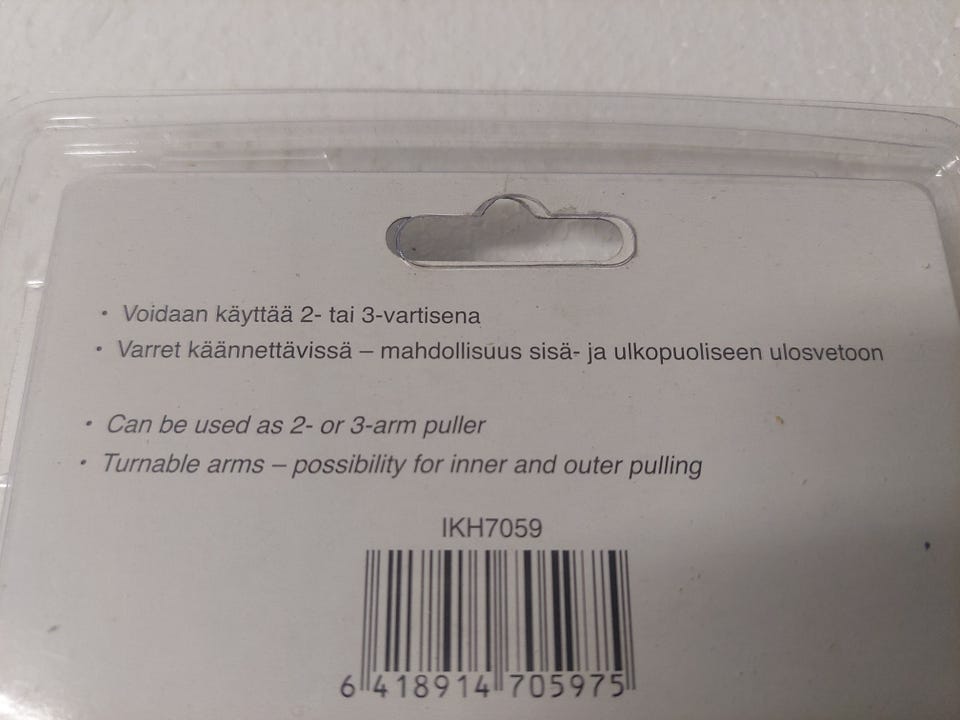 • Voidaan käyttää 2- tai 3-vartisena
• Varret käännettävissä – mahdollisuus sisä- ja ulkopuoliseen ulosvetoon
• Can be used as 2- or 3-arm puller
• Turnable arms – possibility for inner and outer pulling
IKH7059
6 418914 705975